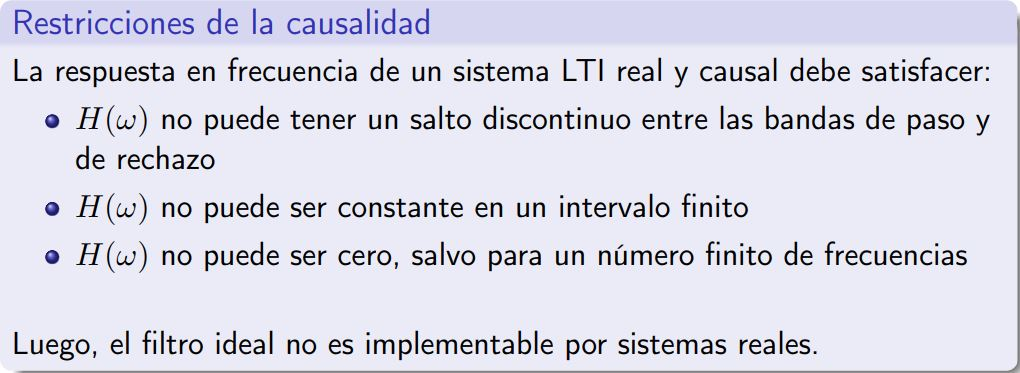 Restricciones de la causalidad
La respuesta en frecuencia de un sistema LTI real y causal debe satisfacer:
H(ω) no puede tener un salto discontinuo entre las bandas de paso y
de rechazo
H(ω) no puede ser constante en un intervalo finito
H(ω) no puede ser cero, salvo para un número finito de frecuencias
Luego, el filtro ideal no es implementable por sistemas reales.